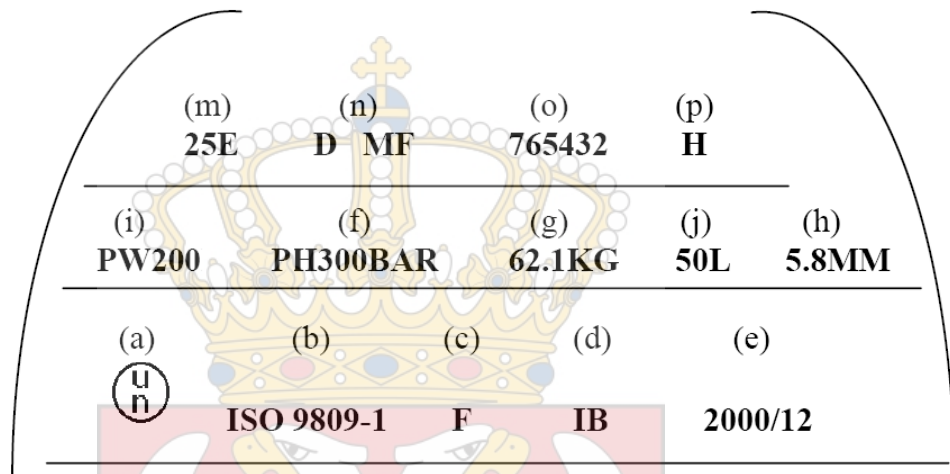 (m) (n) (o) (p)
25E D MF 765432 H
(i) (f) (g) (j) (h)
PW200 PH300BAR 62.1KG 50L 5.8MM
(a) (b) (c) (d) (e)
u
n
ISO 9809-1 F IB 2000/12